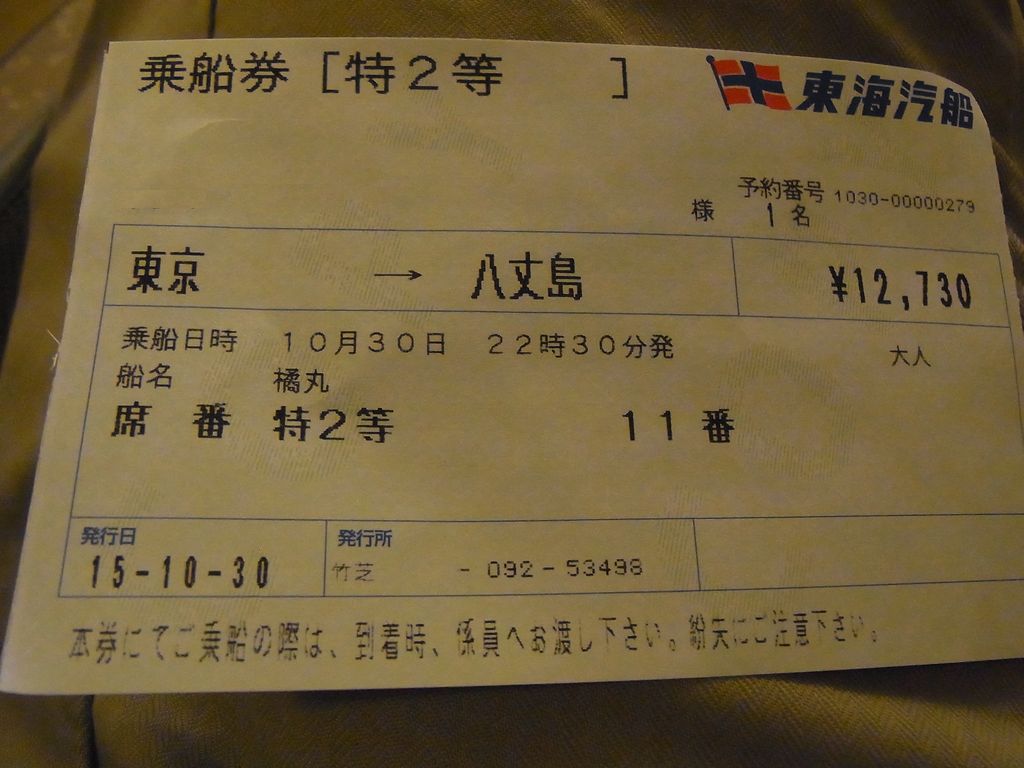 乗船券 [特2等 ]
東海汽船
予約番号 1030-00000279
様 1名
東京 → 八丈島 ¥12,730
乗船日時 10月30日 22時30分発 大人
船名 橘丸
席番 特2等 11番
発行日 発行所
15-10-30 竹芝 - 092 - 53498
本券にてご乗船の際は、到着時、係員へお渡し下さい。紛失にご注意下さい。